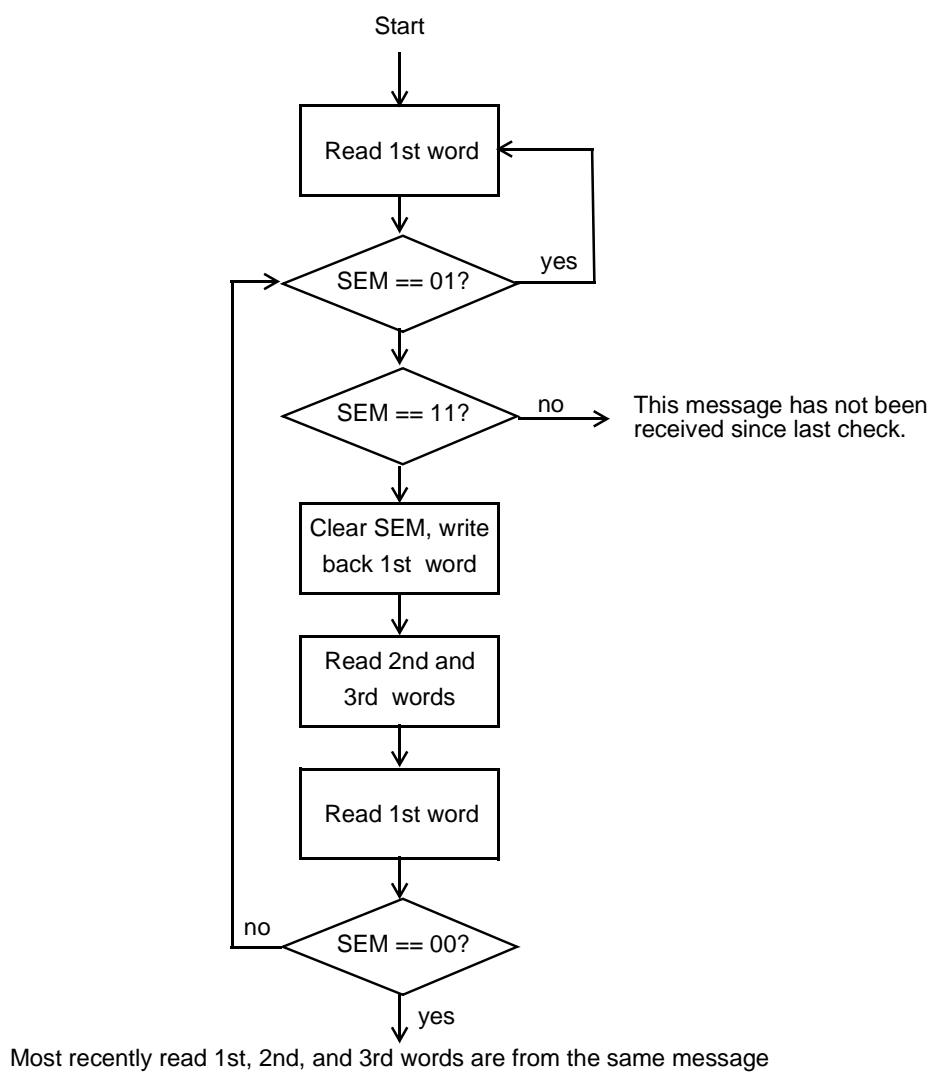 Start
Read 1st word
yes
SEM == 01?
SEM == 11?
no
This message has not been
received since last check.
Clear SEM, write
back 1st word
Read 2nd and
3rd words
Read 1st word
no
SEM == 00?
yes
Most recently read 1st, 2nd, and 3rd words are from the same message